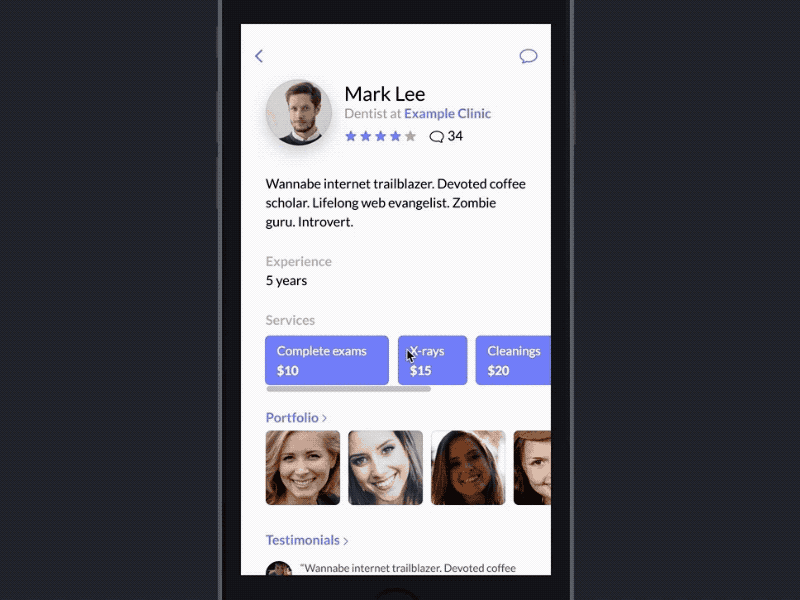 Mark Lee
Dentist at Example Clinic
34
Wannabe internet trailblazer. Devoted coffee
scholar. Lifelong web evangelist. Zombie
guru. Introvert.
Experience
5 years
Services
Complete exams X-rays Cleanings
$10 $15 $20
Portfolio >
Testimonials >
"Wannabe internet trailblazer. Devoted coffee